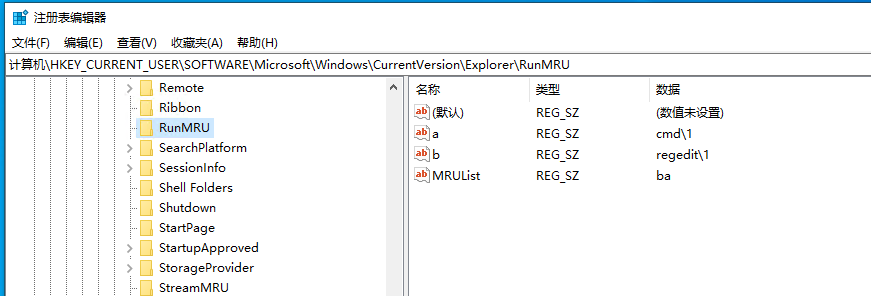 注册表编辑器
文件(F) 编辑(E) 查看(V) 收藏夹(A) 帮助(H)
计算机\HKEY_CURRENT_USER\SOFTWARE\Microsoft\Windows\CurrentVersion\Explorer\RunMRU
Remote
Ribbon
RunMRU
SearchPlatform
SessionInfo
Shell Folders
Shutdown
StartPage
StartupApproved
StorageProvider
StreamMRU
名称 类型 数据
ab (默认) REG_SZ (数值未设置)
ab a REG_SZ cmd\1
ab b REG_SZ regedit\1
ab MRUList REG_SZ ba